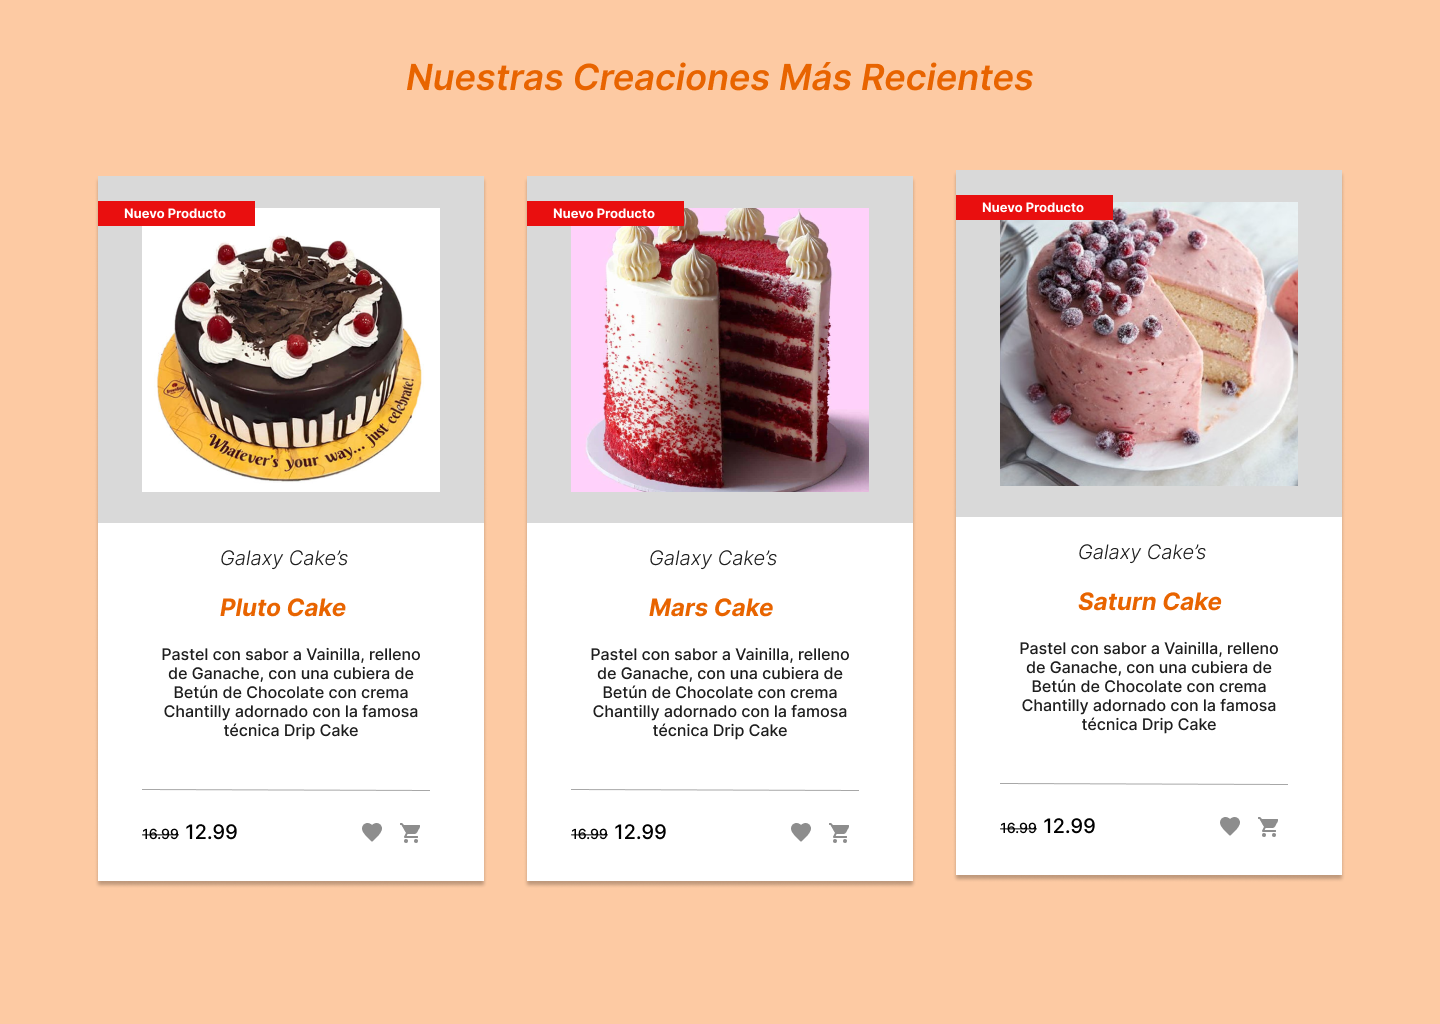 Nuestras Creaciones Más Recientes
Nuevo Producto
Whatever's your way... just celebrate!
Galaxy Cake’s
Pluto Cake
Pastel con sabor a Vainilla, relleno
de Ganache, con una cubiera de
Betún de Chocolate con crema
Chantilly adornado con la famosa
técnica Drip Cake
16.99 12.99
Nuevo Producto
Galaxy Cake’s
Mars Cake
Pastel con sabor a Vainilla, relleno
de Ganache, con una cubiera de
Betún de Chocolate con crema
Chantilly adornado con la famosa
técnica Drip Cake
16.99 12.99
Nuevo Producto
Galaxy Cake’s
Saturn Cake
Pastel con sabor a Vainilla, relleno
de Ganache, con una cubiera de
Betún de Chocolate con crema
Chantilly adornado con la famosa
técnica Drip Cake
16.99 12.99